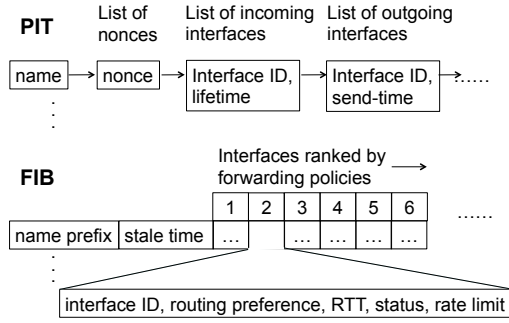 PIT
List of
nonces
List of incoming
interfaces
List of outgoing
interfaces
name
nonce
Interface ID,
lifetime
Interface ID,
send-time
......
Interfaces ranked by
forwarding policies
FIB
1 2 3 4 5 6
......
name prefix stale time ... ... ... ... ...
interface ID, routing preference, RTT, status, rate limit